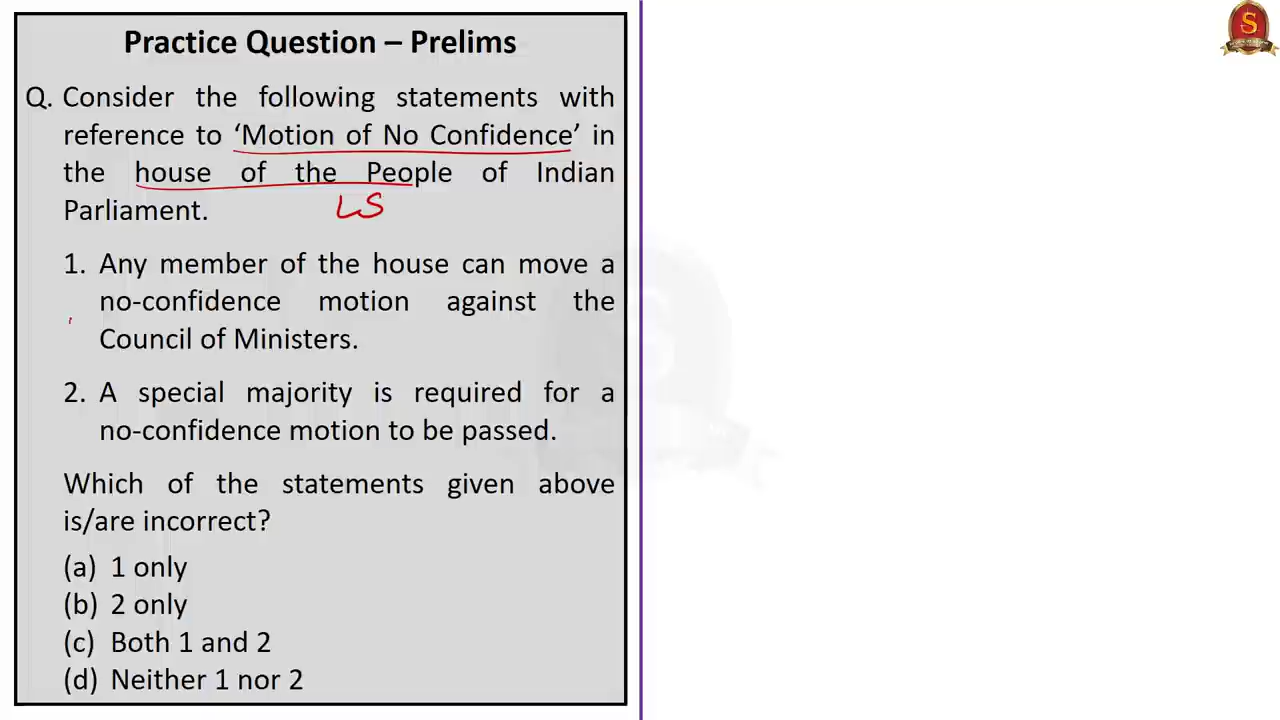 Practice Question – Prelims
Q. Consider the following statements with
reference to ‘Motion of No Confidence’ in
the house of the People of Indian
Parliament.
LS
1. Any member of the house can move a
no-confidence motion against the
Council of Ministers.
2. A special majority is required for a
no-confidence motion to be passed.
Which of the statements given above
is/are incorrect?
(a) 1 only
(b) 2 only
(c) Both 1 and 2
(d) Neither 1 nor 2
S